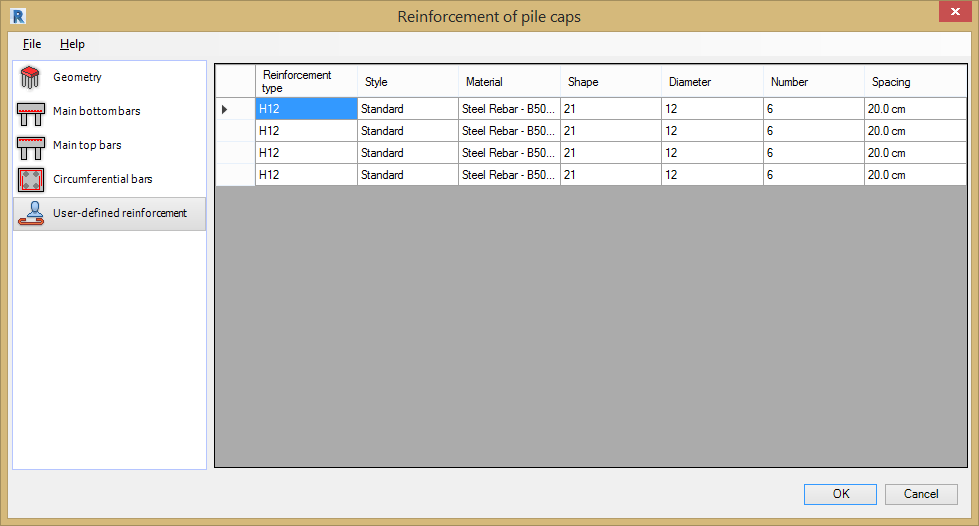 R
Reinforcement of pile caps
File Help
Geometry
Main bottom bars
Main top bars
Circumferential bars
User-defined reinforcement
Reinforcement type Style Material Shape Diameter Number Spacing
H12 Standard Steel Rebar - B50... 21 12 6 20.0 cm
H12 Standard Steel Rebar - B50... 21 12 6 20.0 cm
H12 Standard Steel Rebar - B50... 21 12 6 20.0 cm
H12 Standard Steel Rebar - B50... 21 12 6 20.0 cm
OK Cancel